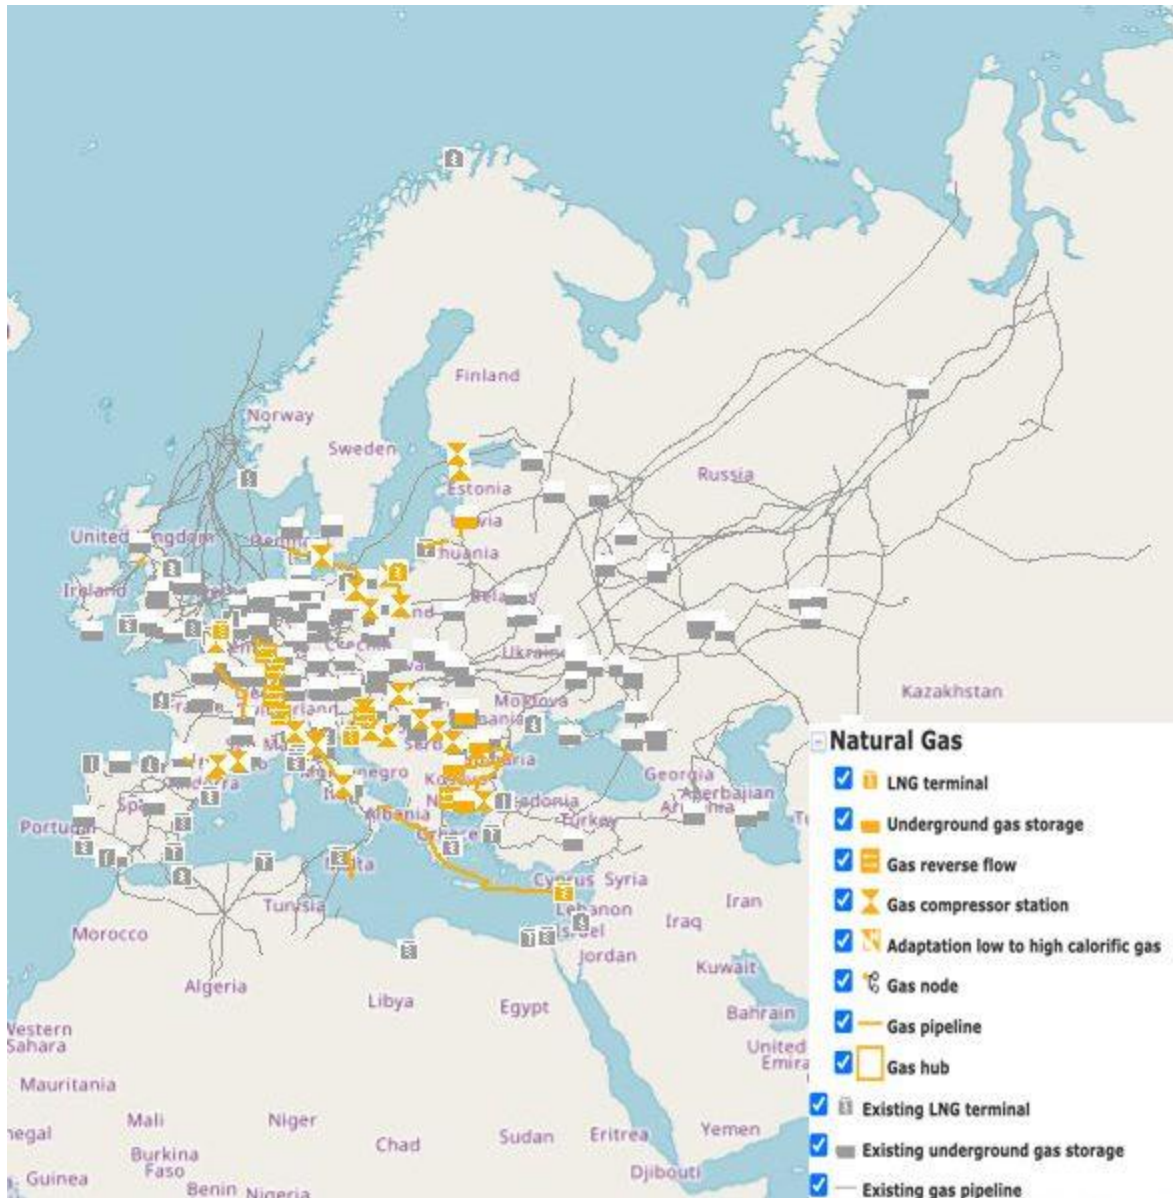 Finland
Norway
Sweden
Russia
Estonia
Ireland
Ukraine
Moldova
Kazakhstan
Georgia
Turkey
Albania
Greece
Cyprus Syria
Tunisia
Lebanon
Iraq
Iran
Morocco
Jordan
Kuwait
Algeria
Libya
Egypt
Bahrain
Western
Sahara
United
Mauritania
Mali
Niger
Chad
Sudan
Eritrea
Yemen
Burkina
Faso
Djibouti
Guinea
Benin
Nigeria
Natural Gas
LNG terminal
Underground gas storage
Gas reverse flow
Gas compressor station
Adaptation low to high calorific gas
Gas node
Gas pipeline
Gas hub
Existing LNG terminal
Existing underground gas storage
Existing gas pipeline